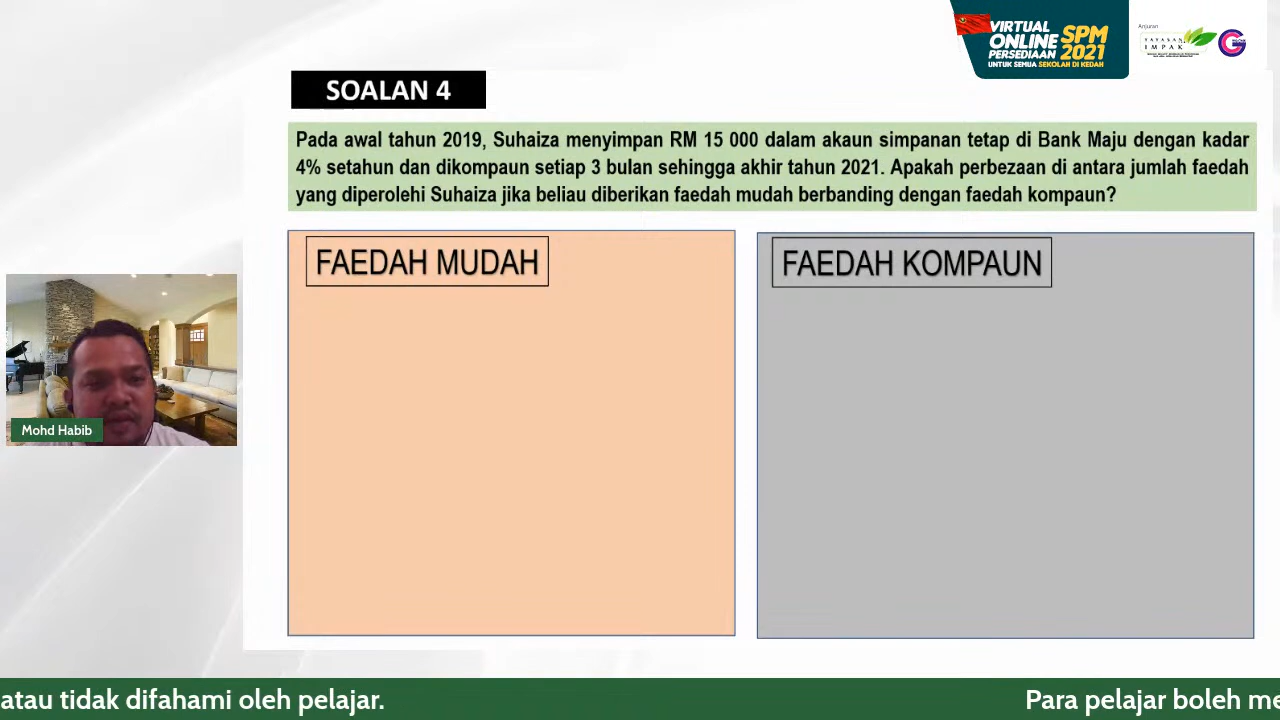 VIRTUAL
ONLINE
PERSEDIAAN
SPM
2021
UNTUK SEMUA SEKOLAH DI KEDAH
Anjuran
YAYASAN
IMPAK
SOALAN 4
Pada awal tahun 2019, Suhaiza menyimpan RM 15 000 dalam akaun simpanan tetap di Bank Maju dengan kadar
4% setahun dan dikompaun setiap 3 bulan sehingga akhir tahun 2021. Apakah perbezaan di antara jumlah faedah
yang diperolehi Suhaiza jika beliau diberikan faedah mudah berbanding dengan faedah kompaun?
FAEDAH MUDAH
FAEDAH KOMPAUN
Mohd Habib
atau tidak difahami oleh pelajar.
Para pelajar boleh me